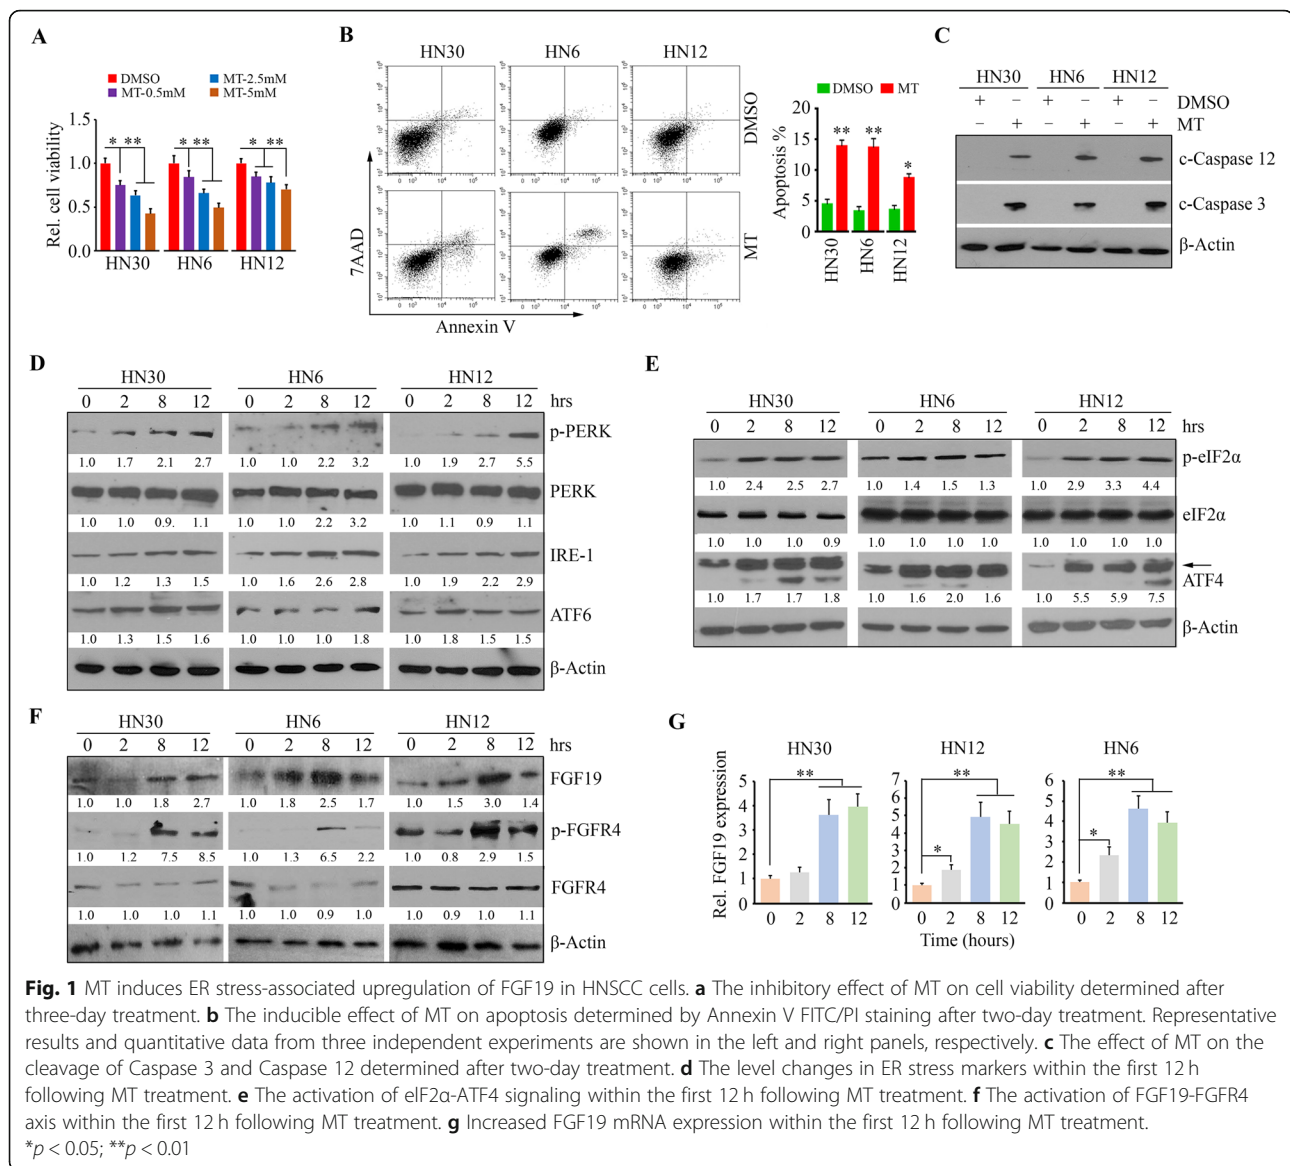 A
DMSO
MT-2.5mM
MT-0.5mM
MT-5mM
Rel. cell viability
1.5
1.0
0.5
0.0
* **
* **
* **
HN30 HN6 HN12
B
HN30 HN6 HN12
DMSO
MT
7AAD
Annexin V
DMSO MT
Apoptosis %
20
15
10
5
0
** **
*
HN30 HN6 HN12
C
HN30 HN6 HN12
+ − + − + − DMSO
− + − + − + MT
c-Caspase 12
c-Caspase 3
β-Actin
D
HN30 HN6 HN12
0 2 8 12 0 2 8 12 0 2 8 12 hrs
p-PERK
1.0 1.7 2.1 2.7 1.0 1.0 2.2 3.2 1.0 1.9 2.7 5.5
PERK
1.0 1.0 0.9. 1.1 1.0 1.0 2.2 3.2 1.0 1.1 0.9 1.1
IRE-1
1.0 1.2 1.3 1.5 1.0 1.6 2.6 2.8 1.0 1.9 2.2 2.9
ATF6
1.0 1.3 1.5 1.6 1.0 1.0 1.0 1.8 1.0 1.8 1.5 1.5
β-Actin
E
HN30 HN6 HN12
0 2 8 12 0 2 8 12 0 2 8 12 hrs
p-eIF2α
1.0 2.4 2.5 2.7 1.0 1.4 1.5 1.3 1.0 2.9 3.3 4.4
eIF2α
1.0 1.0 1.0 0.9 1.0 1.0 1.0 1.0 1.0 1.0 1.0 1.0
ATF4
1.0 1.7 1.7 1.8 1.0 1.6 2.0 1.6 1.0 5.5 5.9 7.5
β-Actin
F
HN30 HN6 HN12
0 2 8 12 0 2 8 12 0 2 8 12 hrs
FGF19
1.0 1.0 1.8 2.7 1.0 1.8 2.5 1.7 1.0 1.5 3.0 1.4
p-FGFR4
1.0 1.2 7.5 8.5 1.0 1.3 6.5 2.2 1.0 0.8 2.9 1.5
FGFR4
1.0 1.0 1.0 1.1 1.0 1.0 0.9 1.0 1.0 0.9 1.0 1.1
β-Actin
G
HN30 HN12 HN6
Rel. FGF19 expression
5
4
3
2
1
0
**
0 2 8 12
7
6
5
4
3
2
1
0
**
*
0 2 8 12
6
5
4
3
2
1
0
**
*
0 2 8 12
Time (hours)
Fig. 1 MT induces ER stress-associated upregulation of FGF19 in HNSCC cells. a The inhibitory effect of MT on cell viability determined after
three-day treatment. b The inducible effect of MT on apoptosis determined by Annexin V FITC/PI staining after two-day treatment. Representative
results and quantitative data from three independent experiments are shown in the left and right panels, respectively. c The effect of MT on the
cleavage of Caspase 3 and Caspase 12 determined after two-day treatment. d The level changes in ER stress markers within the first 12 h
following MT treatment. e The activation of eIF2α-ATF4 signaling within the first 12 h following MT treatment. f The activation of FGF19-FGFR4
axis within the first 12 h following MT treatment. g Increased FGF19 mRNA expression within the first 12 h following MT treatment.
*p < 0.05; **p < 0.01